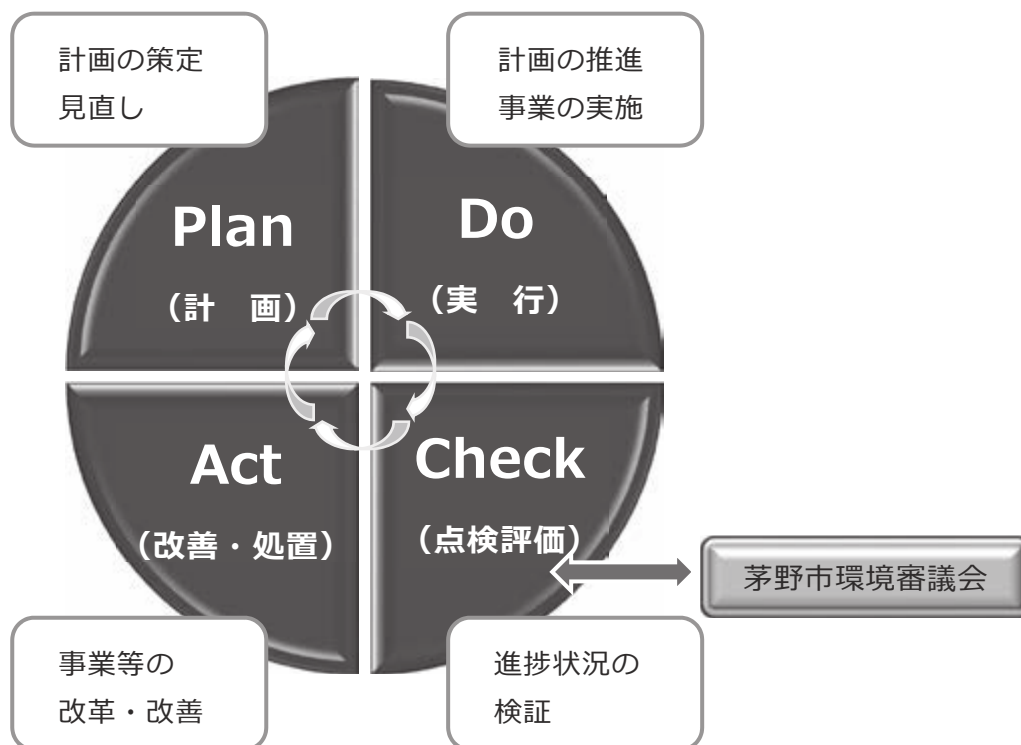 計画の策定
見直し
計画の推進
事業の実施
Plan
（計　画）
Do
（実　行）
Act
（改善・処置）
Check
（点検評価）
茅野市環境審議会
事業等の
改革・改善
進捗状況の
検証